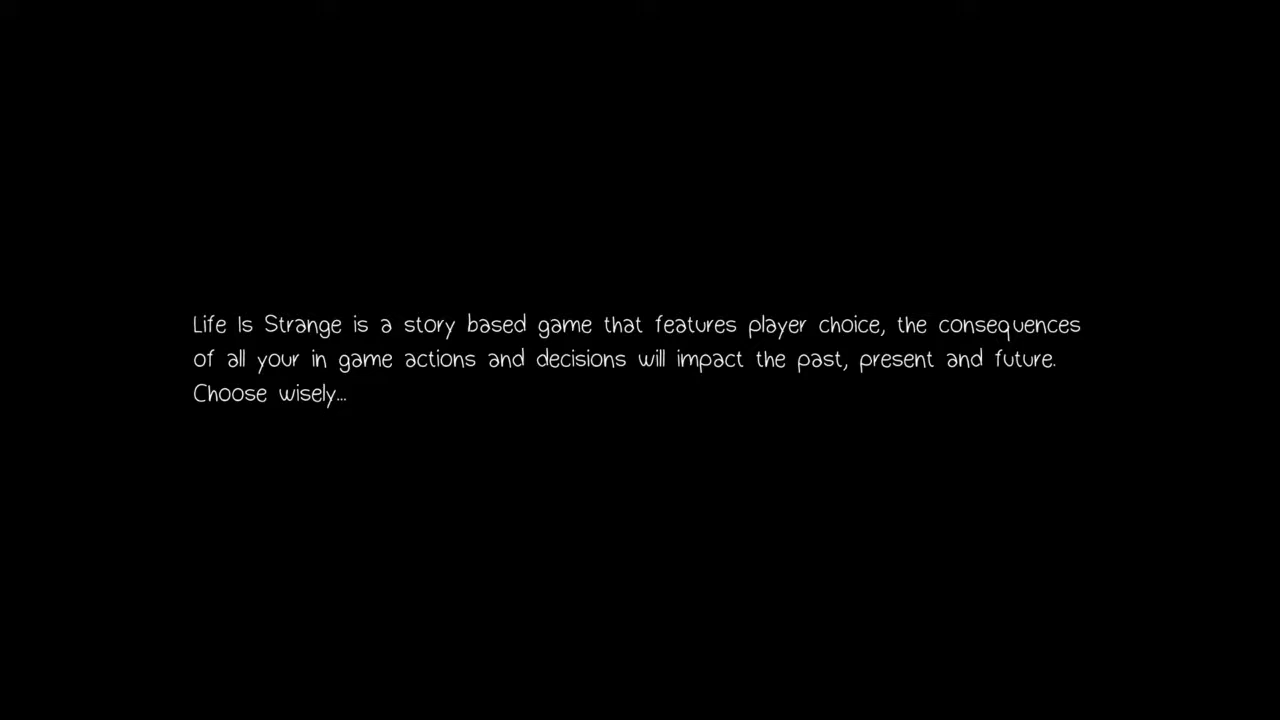 Life Is Strange is a story based game that features player choice, the consequences
of all your in game actions and decisions will impact the past, present and future.
Choose wisely...